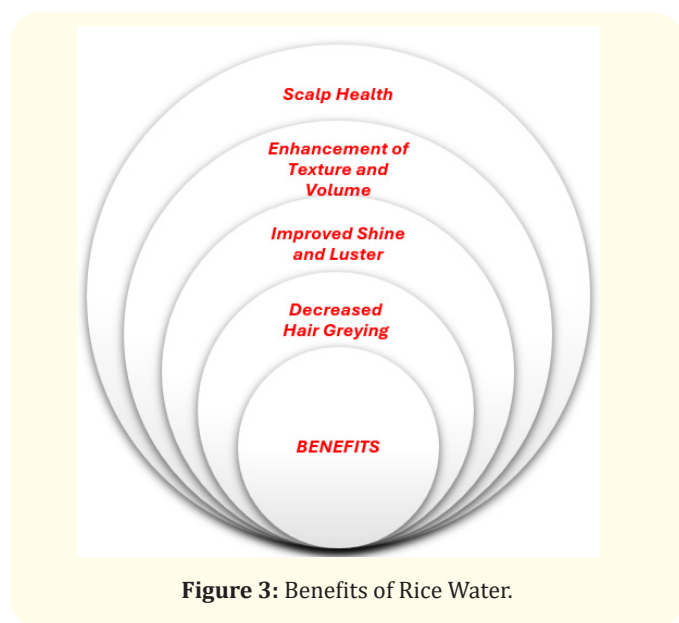 Scalp Health
Enhancement of
Texture and
Volume
Improved Shine
and Luster
Decreased
Hair Greying
BENEFITS
Figure 3: Benefits of Rice Water.